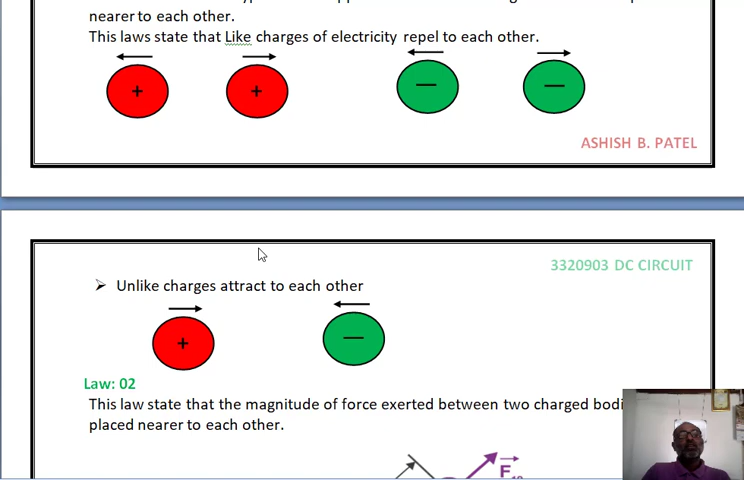 nearer to each other.
This laws state that Like charges of electricity repel to each other.
+ + — —
ASHISH B. PATEL
3320903 DC CIRCUIT
Unlike charges attract to each other
+ —
Law: 02
This law state that the magnitude of force exerted between two charged bodi
placed nearer to each other.
F